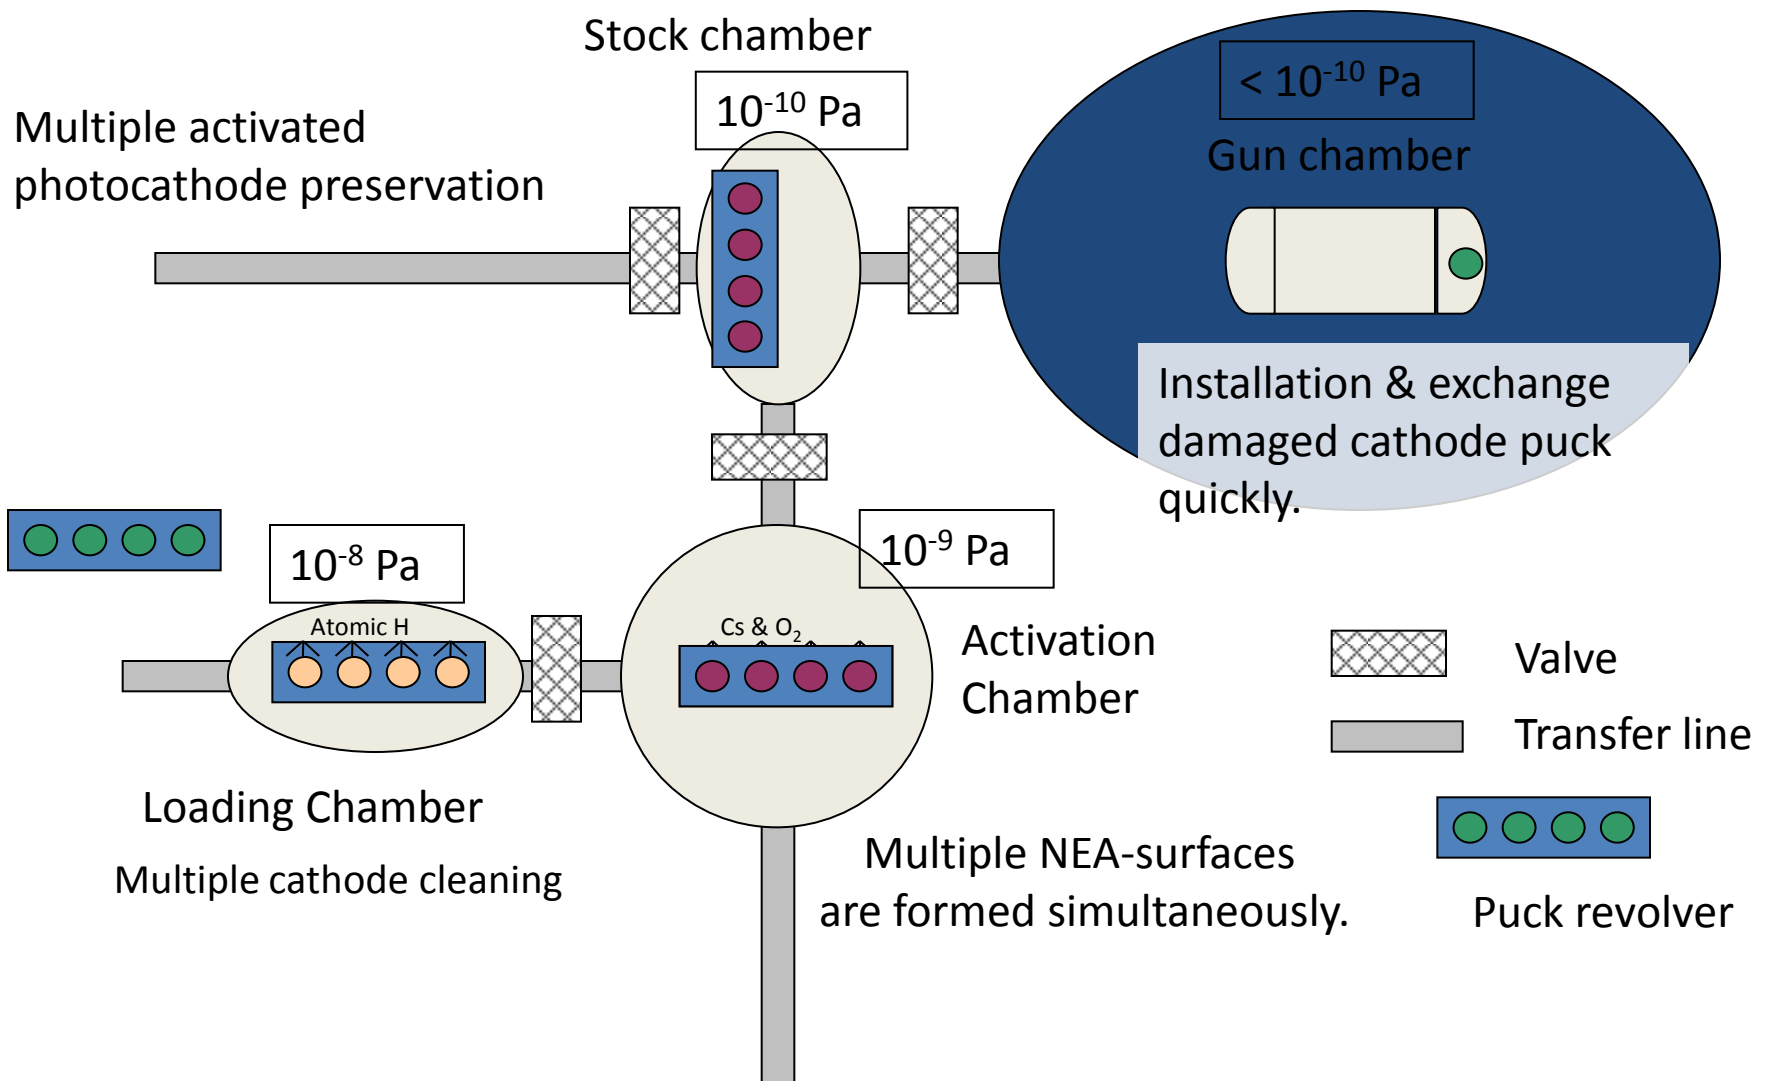 Stock chamber
10⁻¹⁰ Pa
< 10⁻¹⁰ Pa
Gun chamber
Multiple activated
photocathode preservation
Installation & exchange
damaged cathode puck
quickly.
10⁻⁸ Pa
10⁻⁹ Pa
Atomic H
Cs & O₂
Activation
Chamber
Valve
Transfer line
Loading Chamber
Multiple cathode cleaning
Multiple NEA-surfaces
are formed simultaneously.
Puck revolver